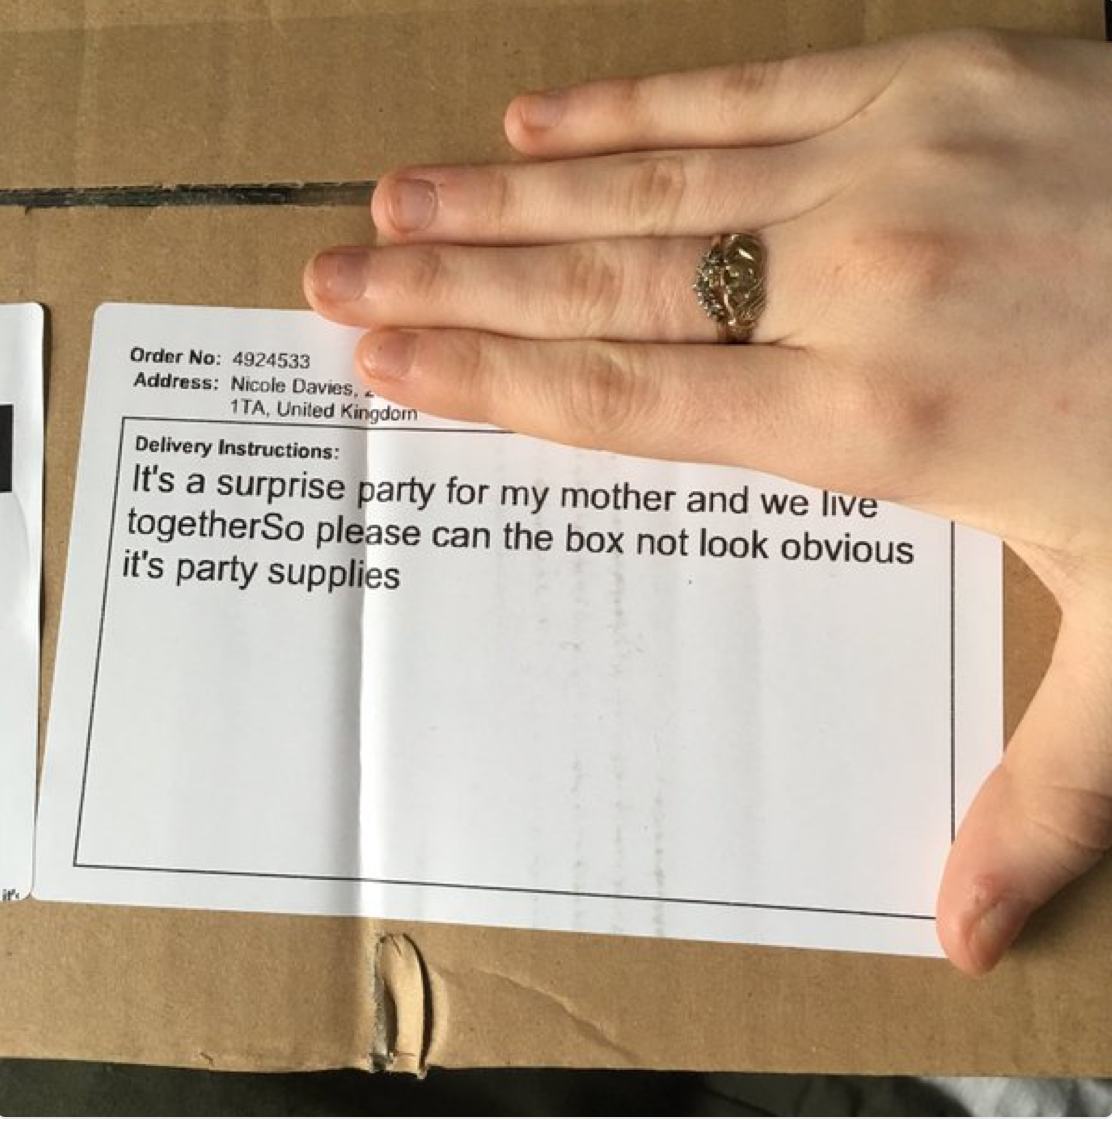 Order No: 4924533
Address: Nicole Davies,
1TA, United Kingdom
Delivery Instructions:
It's a surprise party for my mother and we live
togetherSo please can the box not look obvious
it's party supplies